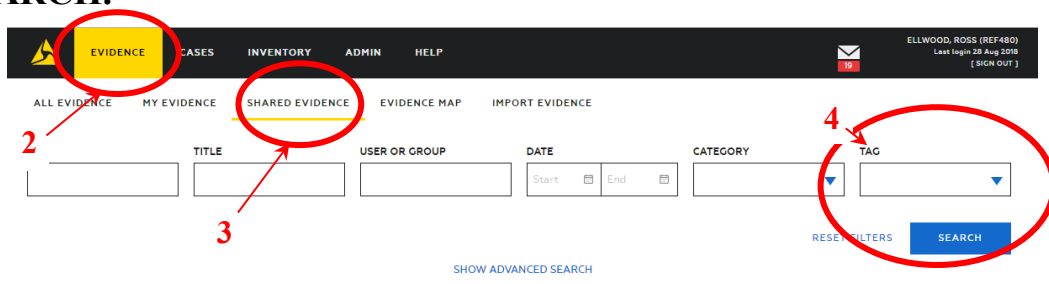 ARCH.
EVIDENCE CASES INVENTORY ADMIN HELP
19
ELLWOOD, ROSS (REF480)
Last login 28 Aug 2018
[ SIGN OUT ]
ALL EVIDENCE MY EVIDENCE SHARED EVIDENCE EVIDENCE MAP IMPORT EVIDENCE
2
4
TITLE USER OR GROUP DATE CATEGORY TAG
Start End
3
RESET FILTERS SEARCH
SHOW ADVANCED SEARCH